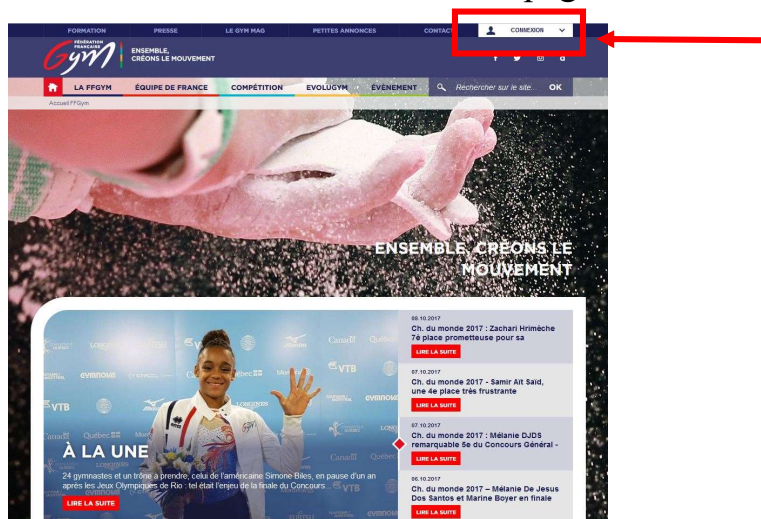 FORMATION PRESSE LE GYM MAG PETITES ANNONCES CONTACT CONNEXION
FÉDÉRATION
FRANÇAISE
Gym
ENSEMBLE,
CRÉONS LE MOUVEMENT
LA FFGYM ÉQUIPE DE FRANCE COMPÉTITION EVOLUGYM ÉVÉNEMENT Rechercher sur le site... OK
Accueil FFGym
ENSEMBLE, CRÉONS LE
MOUVEMENT
08.10.2017
Ch. du monde 2017 : Zachari Hrimèche
7è place prometteuse pour sa
LIRE LA SUITE
07.10.2017
Ch. du monde 2017 - Samir Aït Saïd,
une 4e place très frustrante
LIRE LA SUITE
07.10.2017
Ch. du monde 2017 : Mélanie DJDS
remarquable 5e du Concours Général -
LIRE LA SUITE
06.10.2017
Ch. du monde 2017 – Mélanie De Jesus
Dos Santos et Marine Boyer en finale
LIRE LA SUITE
Canada
Québec
VTB
GYMNOVA
À LA UNE
24 gymnastes et un trône à prendre, celui de l'américaine Simone Biles, en pause d'un an
après les Jeux Olympiques de Rio : tel était l'enjeu de la finale du Concours...
LIRE LA SUITE